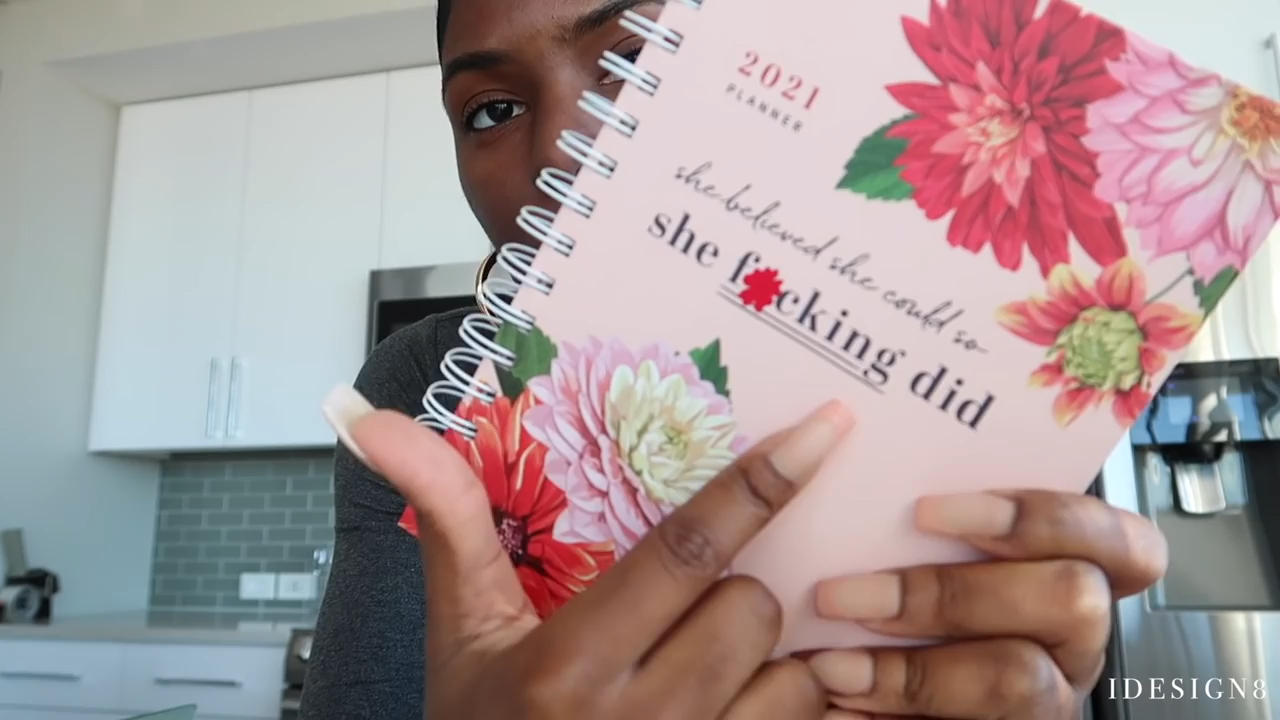 2021
PLANNER
she believed she could so
she f*cking did
IDESIGN8